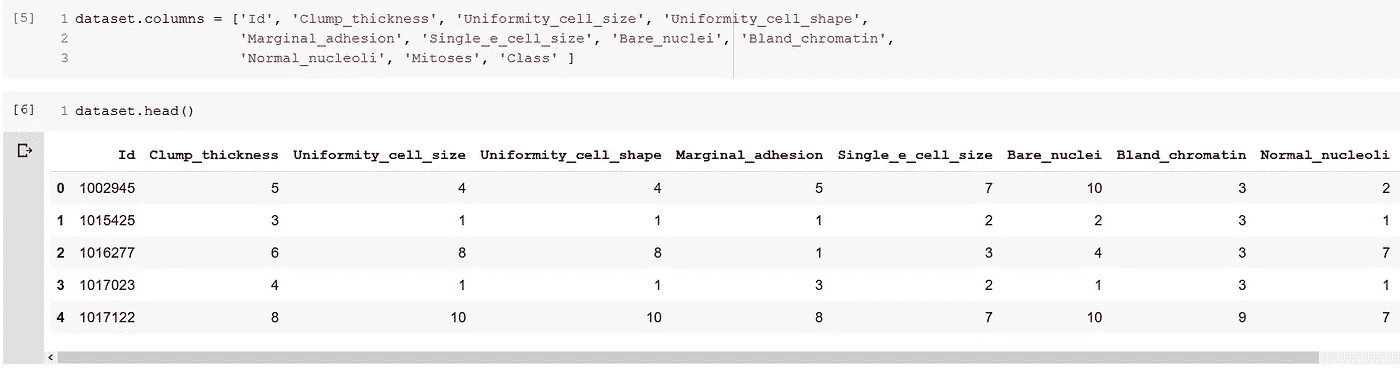 [5] 1 dataset.columns = ['Id', 'Clump_thickness', 'Uniformity_cell_size', 'Uniformity_cell_shape',
2 'Marginal_adhesion', 'Single_e_cell_size', 'Bare_nuclei', 'Bland_chromatin',
3 'Normal_nucleoli', 'Mitoses', 'Class' ]
[6] 1 dataset.head()
Id Clump_thickness Uniformity_cell_size Uniformity_cell_shape Marginal_adhesion Single_e_cell_size Bare_nuclei Bland_chromatin Normal_nucleoli
0 1002945 5 4 4 5 7 10 3 2
1 1015425 3 1 1 1 2 2 3 1
2 1016277 6 8 8 1 3 4 3 7
3 1017023 4 1 1 3 2 1 3 1
4 1017122 8 10 10 8 7 10 9 7